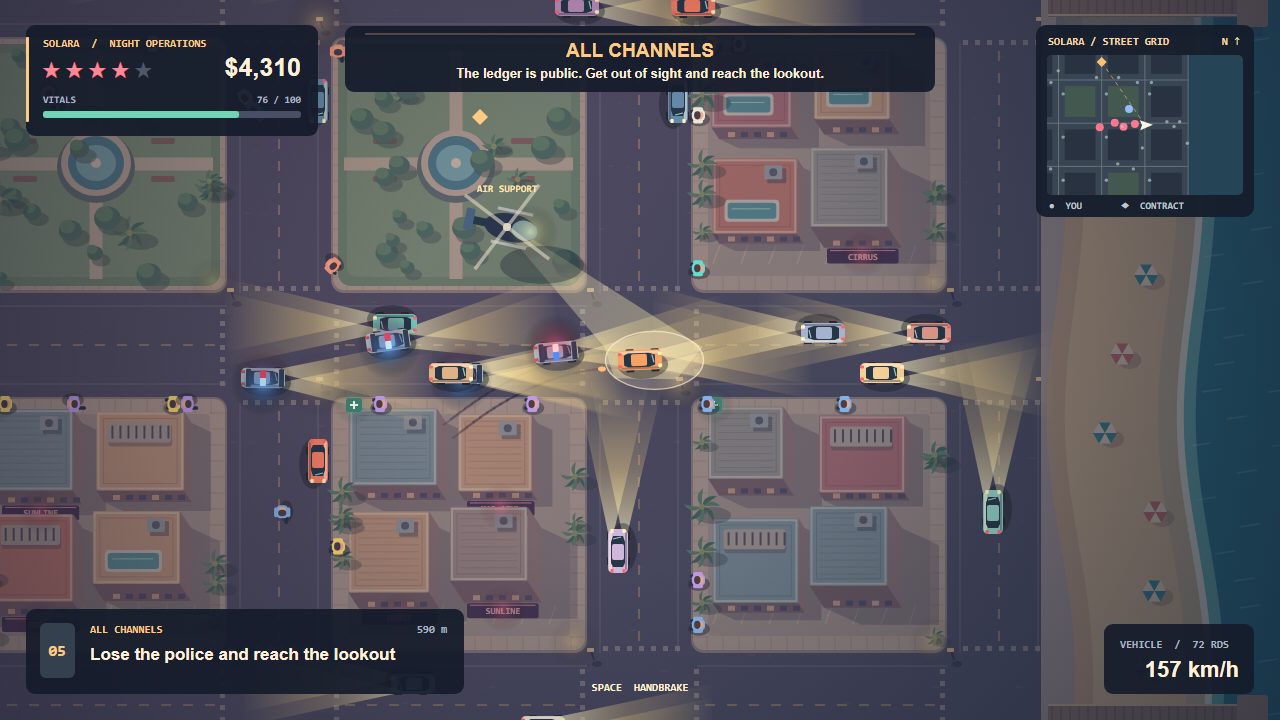 SOLARA / NIGHT OPERATIONS
★★★★★ $4,310
VITALS 76 / 100
ALL CHANNELS
The ledger is public. Get out of sight and reach the lookout.
SOLARA / STREET GRID N ↑
● YOU ◆ CONTRACT
AIR SUPPORT
CIRRUS
SUNLINE
SUNLINE
05
ALL CHANNELS 590 m
Lose the police and reach the lookout
SPACE HANDBRAKE
VEHICLE / 72 RDS
157 km/h